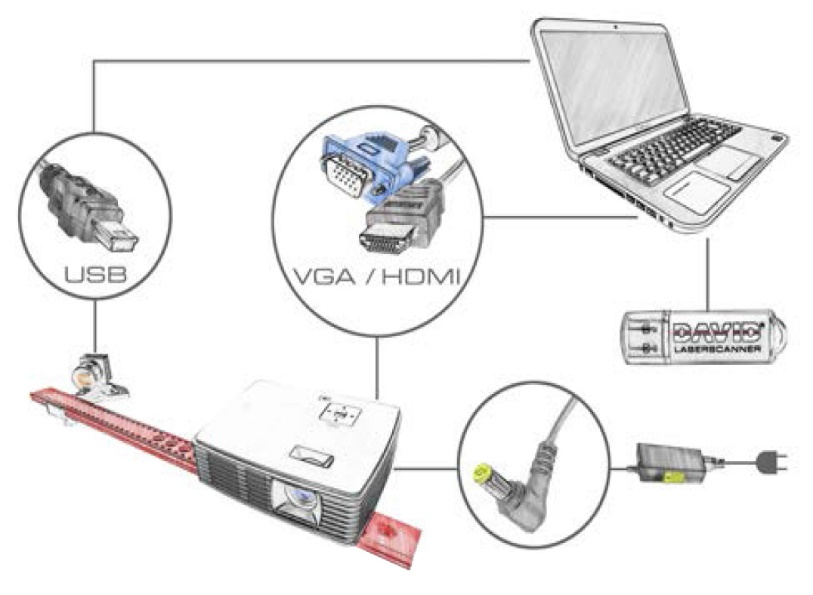 USB
VGA / HDMI
DAVID
LASERSCANNER